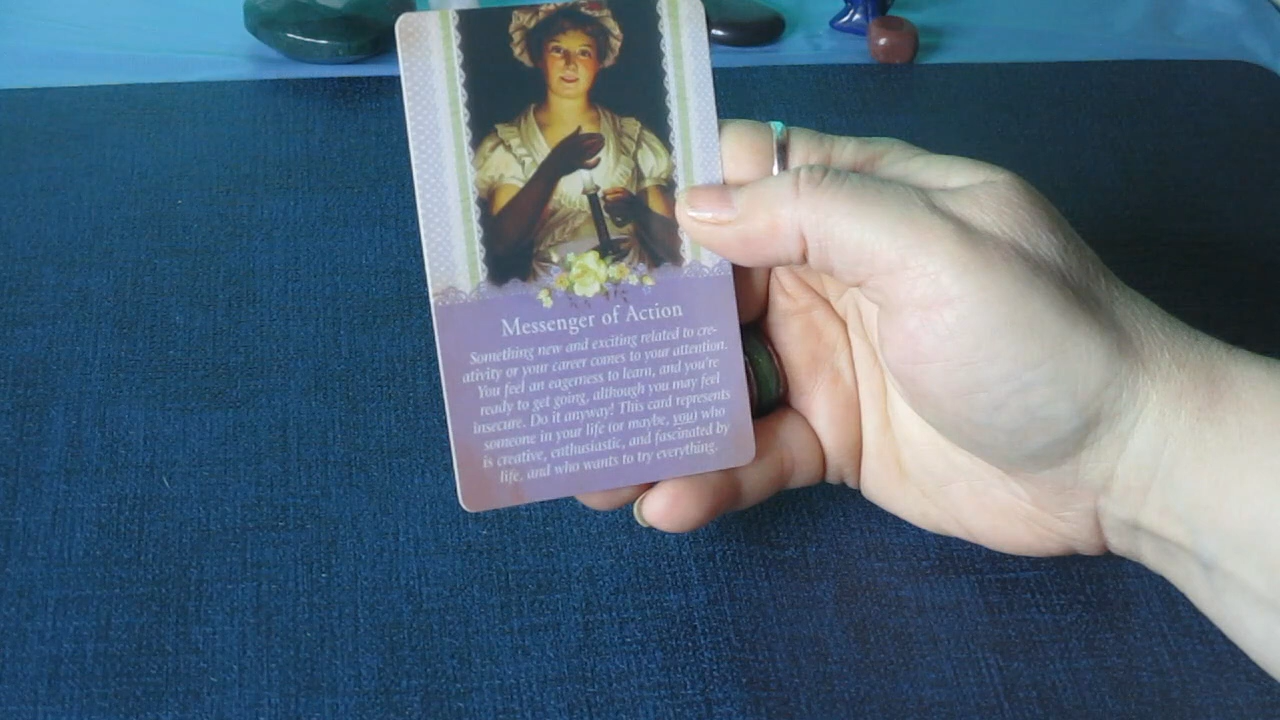 Messenger of Action
Something new and exciting related to cre-
ativity or your career comes to your attention.
You feel an eagerness to learn, and you're
ready to get going, although you may feel
insecure. Do it anyway! This card represents
someone in your life (or maybe, you) who
is creative, enthusiastic, and fascinated by
life, and who wants to try everything.